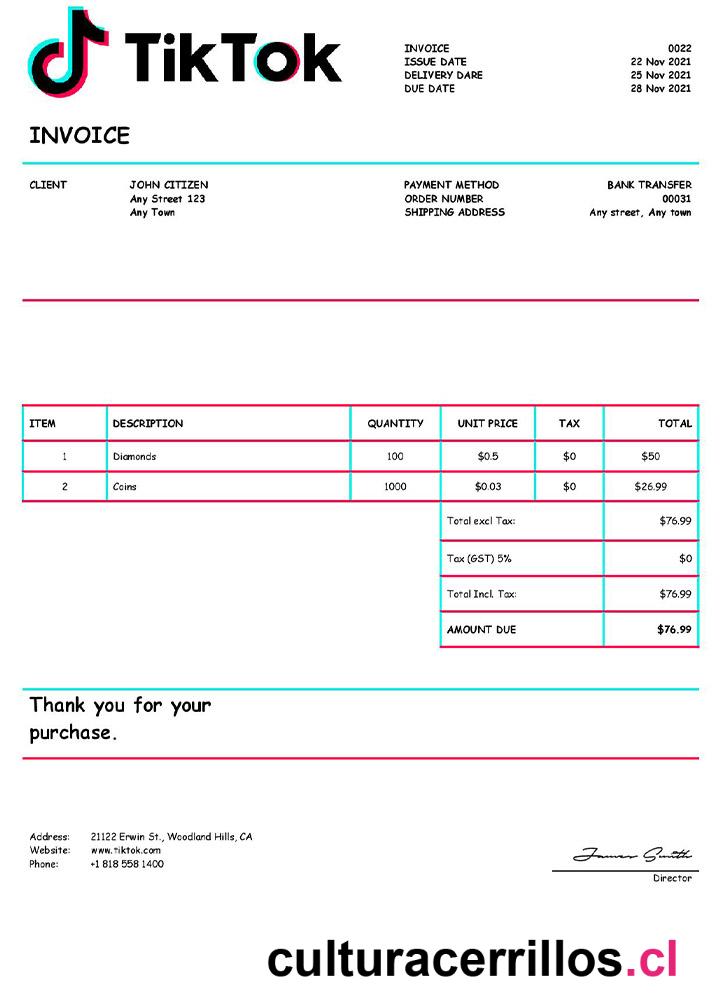 TikTok
INVOICE 0022
ISSUE DATE 22 Nov 2021
DELIVERY DARE 25 Nov 2021
DUE DATE 28 Nov 2021
INVOICE
CLIENT JOHN CITIZEN PAYMENT METHOD BANK TRANSFER
Any Street 123 ORDER NUMBER 00031
Any Town SHIPPING ADDRESS Any street, Any town
ITEM DESCRIPTION QUANTITY UNIT PRICE TAX TOTAL
1 Diamonds 100 $0.5 $0 $50
2 Coins 1000 $0.03 $0 $26.99
Total excl Tax: $76.99
Tax (GST) 5% $0
Total Incl. Tax: $76.99
AMOUNT DUE $76.99
Thank you for your
purchase.
Address: 21122 Erwin St., Woodland Hills, CA
Website: www.tiktok.com
Phone: +1 818 558 1400
James Smith
Director
culturacerrillos.cl